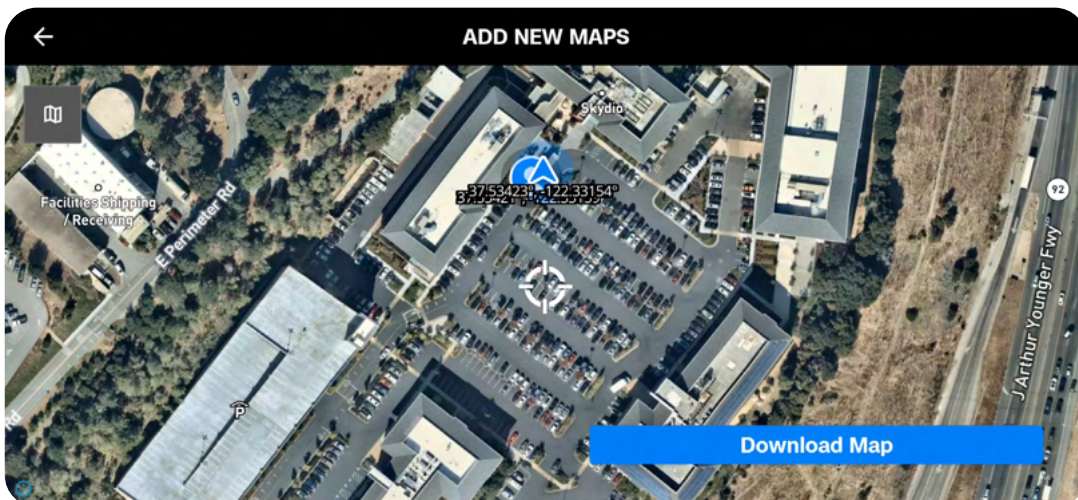 ADD NEW MAPS
Skydio
37.53423°, -122.33154°
Facilities Shipping
/ Receiving
E Perimeter Rd
92
J Arthur Younger Fwy
P
Rd
Download Map